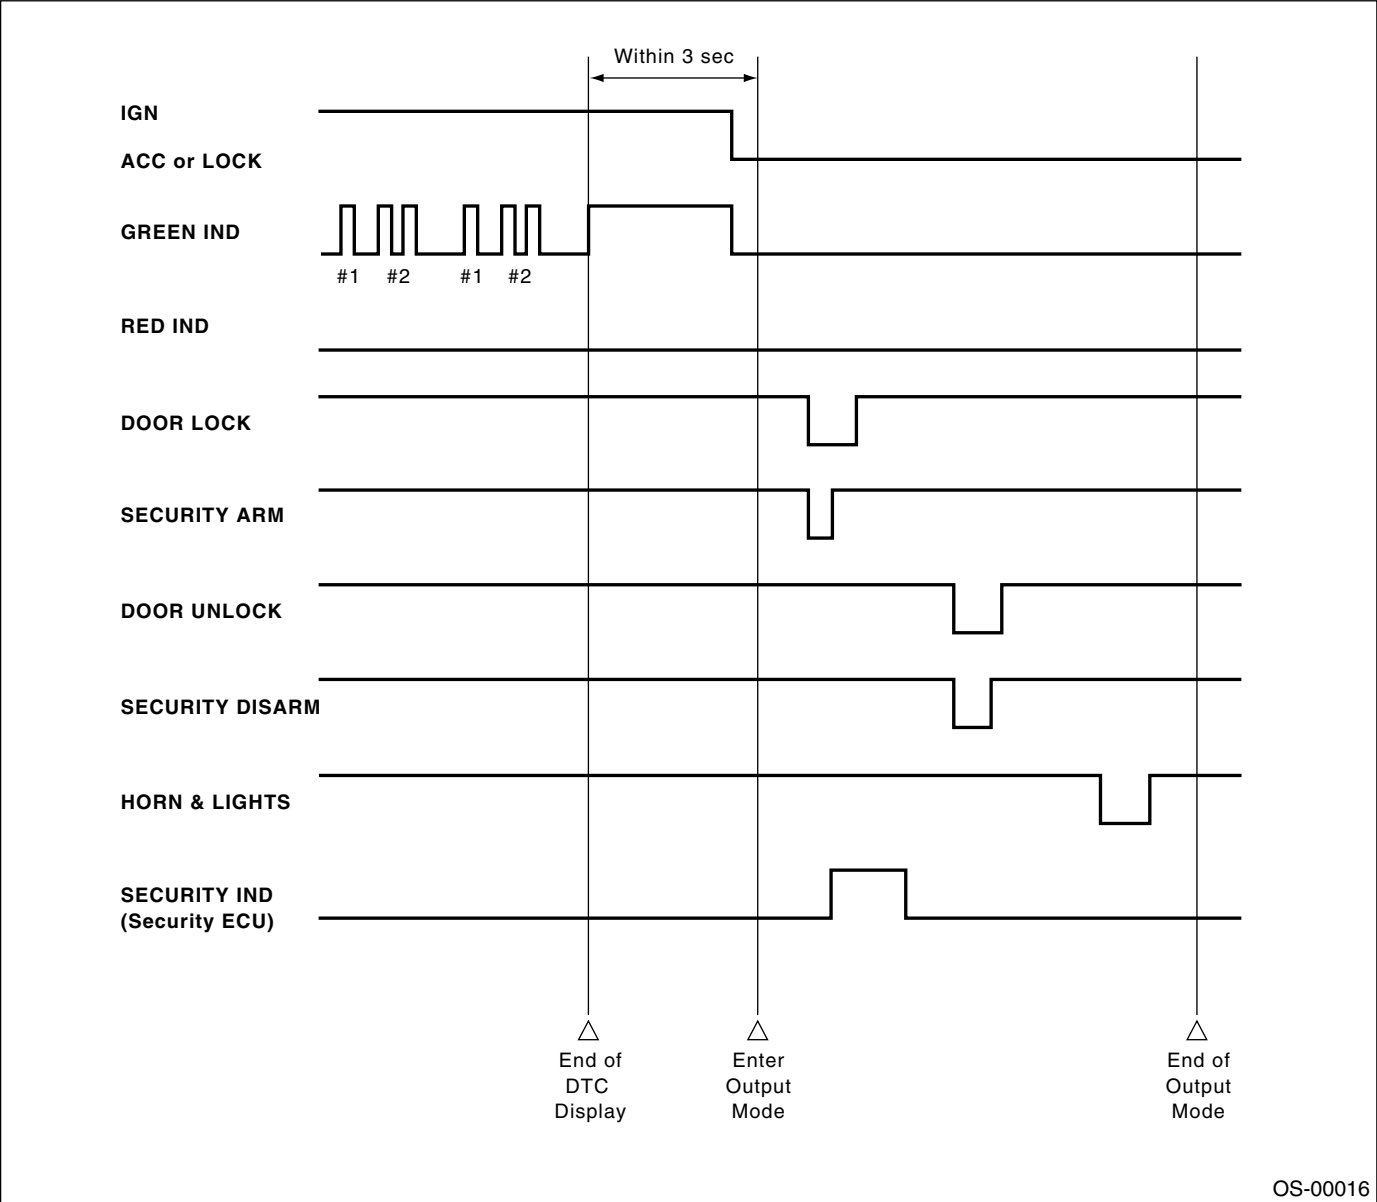 Within 3 sec
IGN
ACC or LOCK
GREEN IND
#1 #2 #1 #2
RED IND
DOOR LOCK
SECURITY ARM
DOOR UNLOCK
SECURITY DISARM
HORN & LIGHTS
SECURITY IND
(Security ECU)
End of
DTC
Display
Enter
Output
Mode
End of
Output
Mode
OS-00016